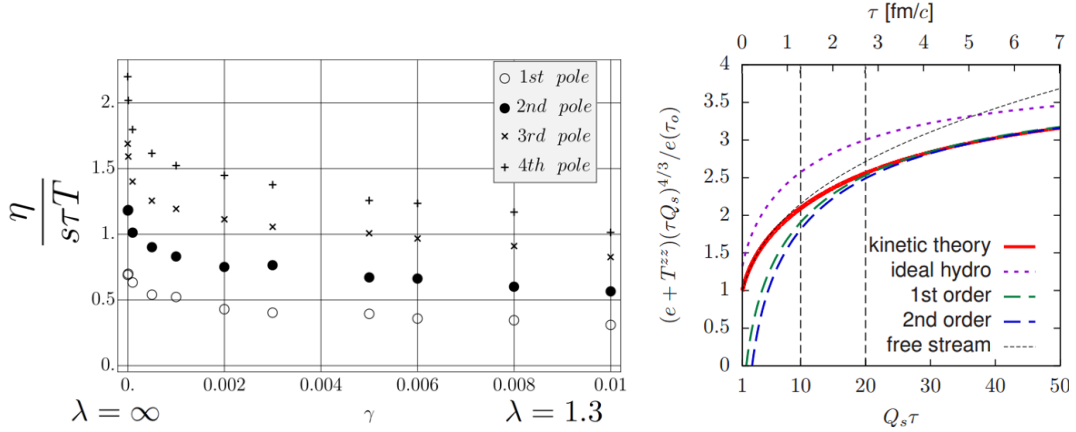 η
sτT
2.
1.5
1.
0.5
0.
1st pole
2nd pole
3rd pole
4th pole
0.
0.002
0.004
0.006
0.008
0.01
λ = ∞
γ
λ = 1.3
τ [fm/c]
0 1 2 3 4 5 6 7
(e + T^{zz})(τQ_s)^{4/3}/e(τ_o)
4
3.5
3
2.5
2
1.5
1
0.5
0
kinetic theory
ideal hydro
1st order
2nd order
free stream
1 10 20 30 40 50
Q_sτ